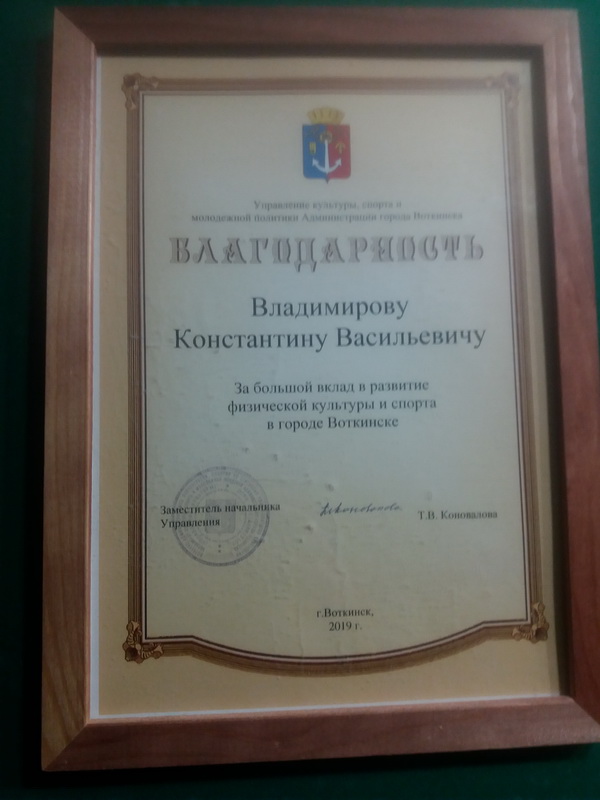 Управление культуры, спорта и
молодежной политики Администрации города Воткинска
БЛАГОДАРНОСТЬ
Владимирову
Константину Васильевичу
За большой вклад в развитие
физической культуры и спорта
в городе Воткинске
Заместитель начальника
Управления
Т.В. Коновалова
г.Воткинск,
2019 г.